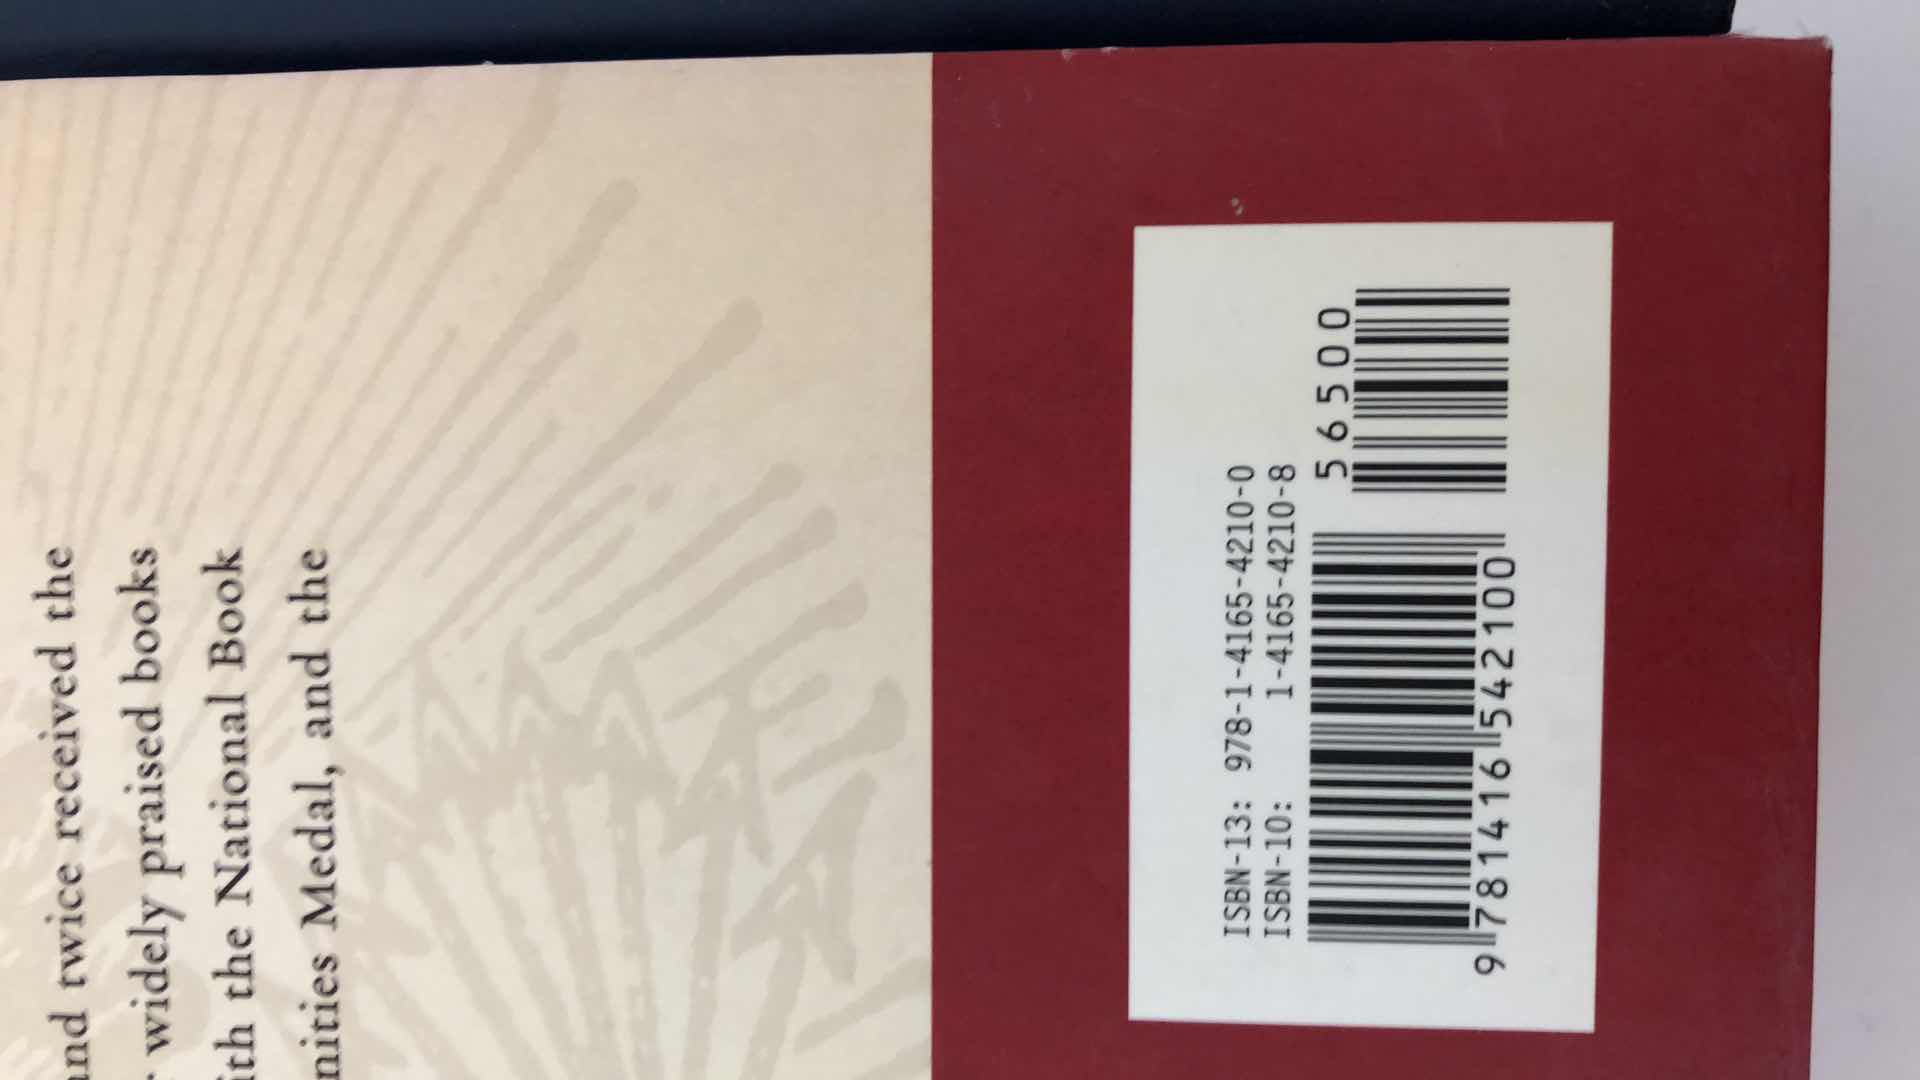 and twice received the
widely praised books
ith the National Book
nities Medal, and the
ISBN-13: 978-1-4165-4210-0
ISBN-10: 1-4165-4210-8
56500
9 781416 542100